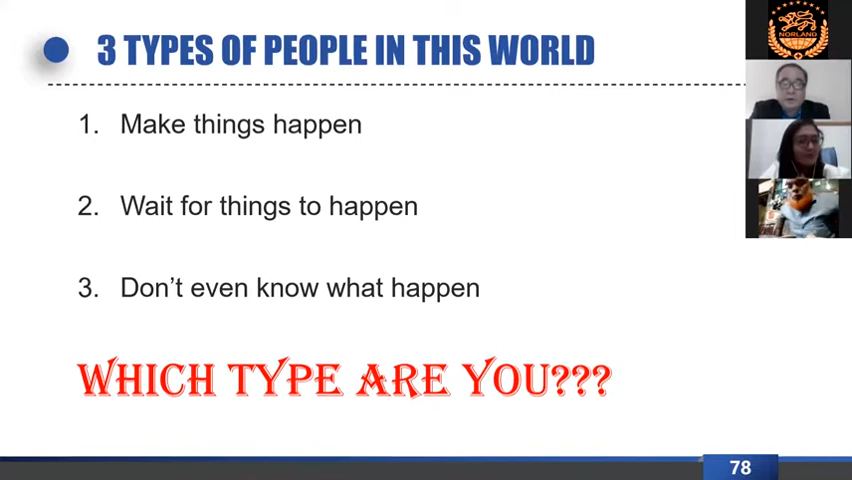 3 TYPES OF PEOPLE IN THIS WORLD
1. Make things happen
2. Wait for things to happen
3. Don’t even know what happen
WHICH TYPE ARE YOU???
78
NORLAND